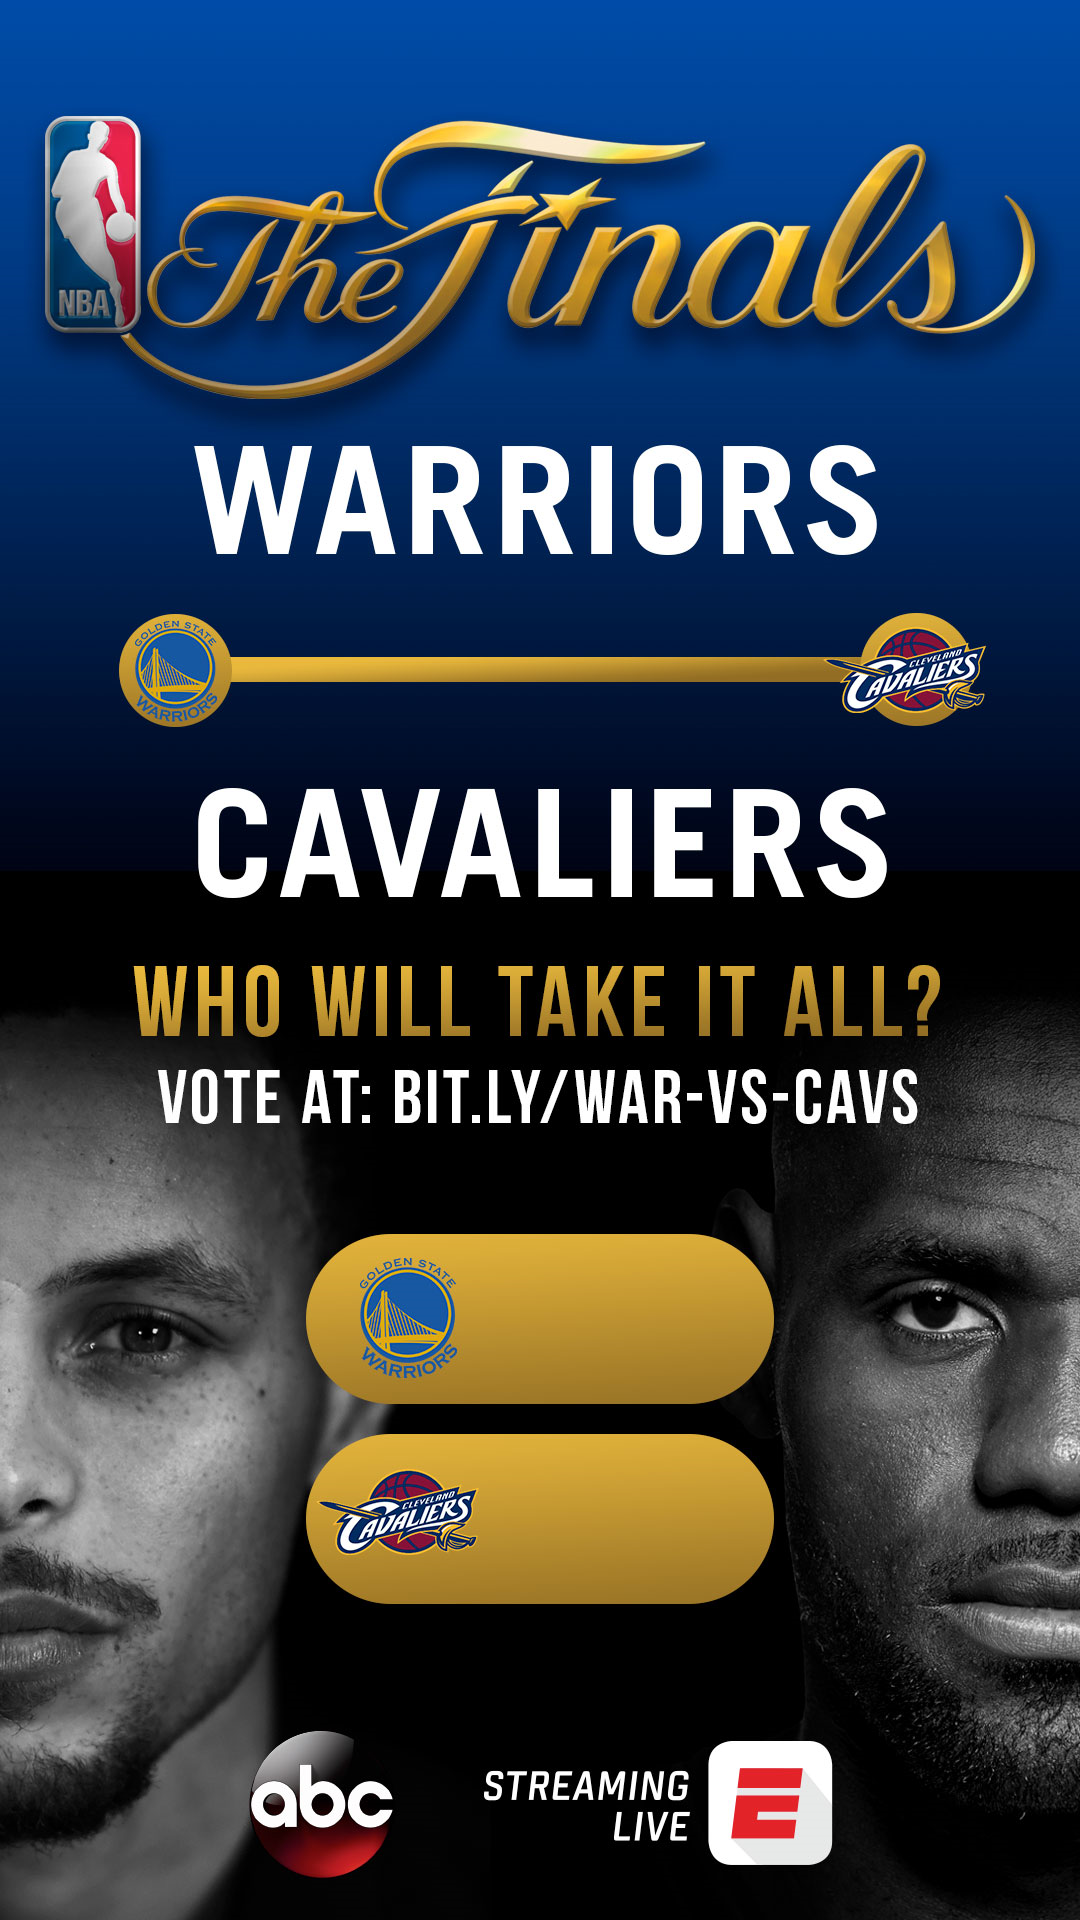 NBA
The Finals
WARRIORS
GOLDEN STATE
WARRIORS
CLEVELAND
CAVALIERS
CAVALIERS
WHO WILL TAKE IT ALL?
VOTE AT: BIT.LY/WAR-VS-CAVS
GOLDEN STATE
WARRIORS
CLEVELAND
CAVALIERS
abc
STREAMING
LIVE
E